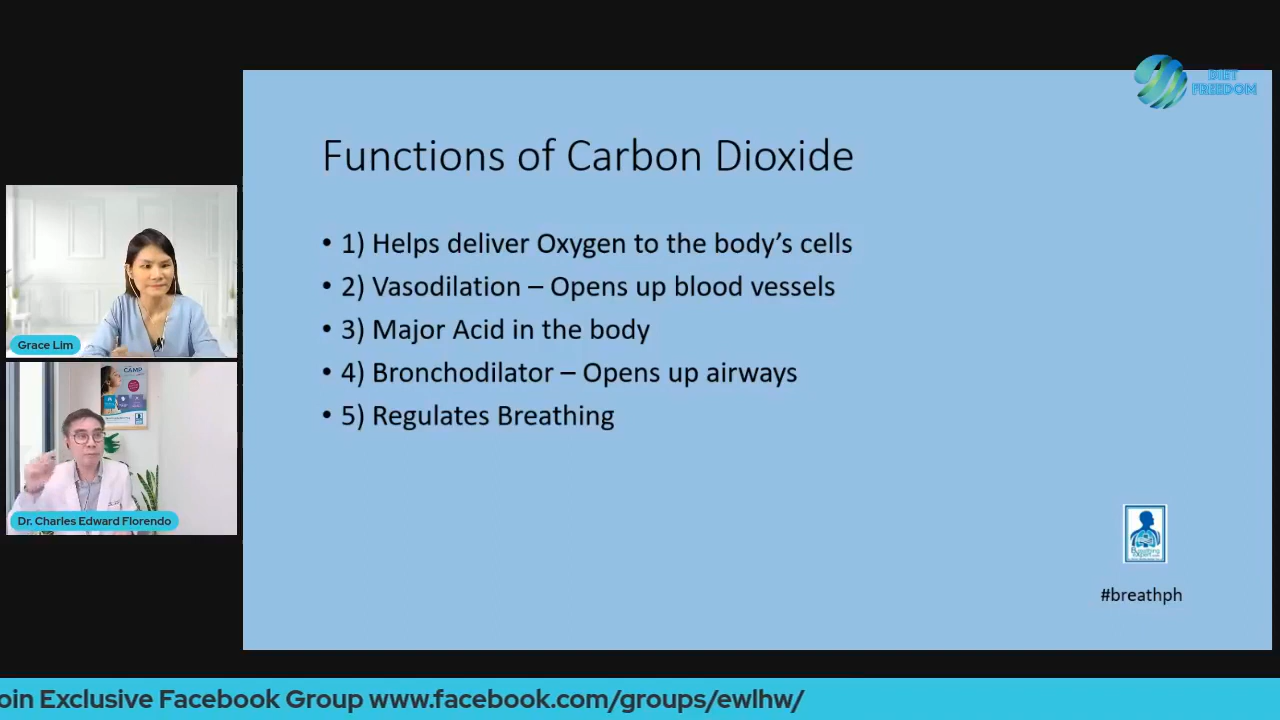 DIET
FREEDOM
Functions of Carbon Dioxide
• 1) Helps deliver Oxygen to the body's cells
• 2) Vasodilation – Opens up blood vessels
• 3) Major Acid in the body
• 4) Bronchodilator – Opens up airways
• 5) Regulates Breathing
Grace Lim
CAMP
Dr. Charles Edward Florendo
#breathph
oin Exclusive Facebook Group www.facebook.com/groups/ewlhw/